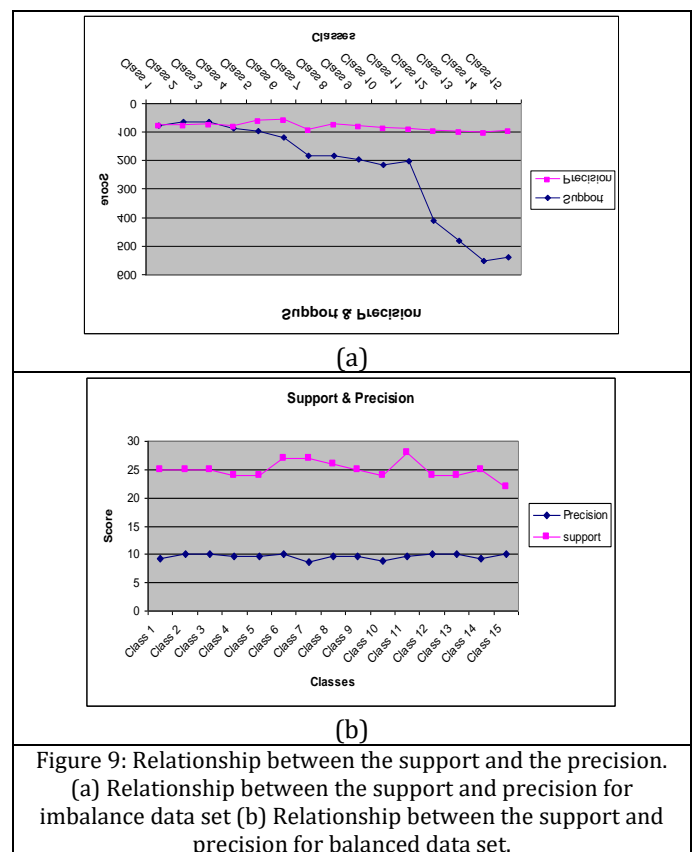 Classes
Class 1
Class 2
Class 3
Class 4
Class 5
Class 6
Class 7
Class 8
Class 9
Class 10
Class 11
Class 12
Class 13
Class 14
Class 15
0
100
200
300
400
500
600
Score
Precision
Support
Support & Precision
(a)
Support & Precision
30
25
20
15
10
5
0
Score
Precision
support
Class 1
Class 2
Class 3
Class 4
Class 5
Class 6
Class 7
Class 8
Class 9
Class 10
Class 11
Class 12
Class 13
Class 14
Class 15
Classes
(b)
Figure 9: Relationship between the support and the precision.
(a) Relationship between the support and precision for
imbalance data set (b) Relationship between the support and
precision for balanced data set.